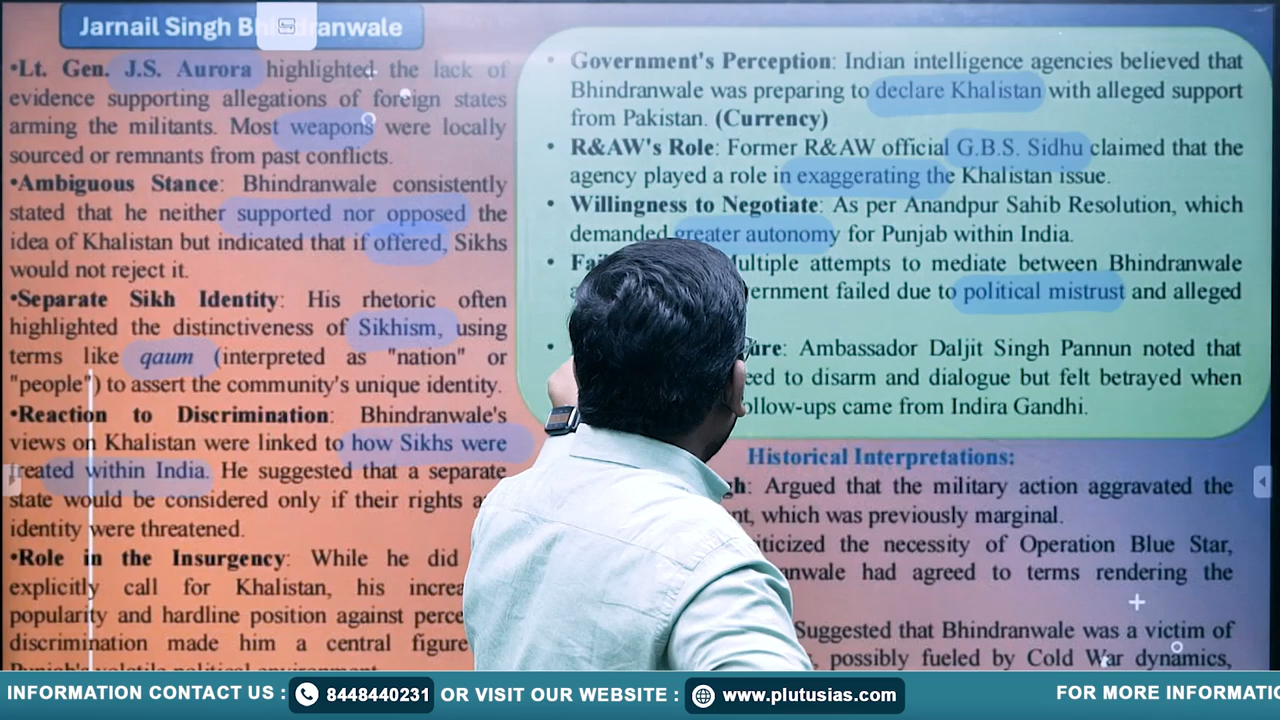 Jarnail Singh Bhindranwale
•Lt. Gen. J.S. Aurora highlighted the lack of
evidence supporting allegations of foreign states
arming the militants. Most weapons were locally
sourced or remnants from past conflicts.
•Ambiguous Stance: Bhindranwale consistently
stated that he neither supported nor opposed the
idea of Khalistan but indicated that if offered, Sikhs
would not reject it.
•Separate Sikh Identity: His rhetoric often
highlighted the distinctiveness of Sikhism, using
terms like qaum (interpreted as "nation" or
"people") to assert the community's unique identity.
•Reaction to Discrimination: Bhindranwale's
views on Khalistan were linked to how Sikhs were
treated within India. He suggested that a separate
state would be considered only if their rights
identity were threatened.
•Role in the Insurgency: While he did
explicitly call for Khalistan, his
popularity and hardline position against
discrimination made him a central figure
Punjab's volatile political environment.
• Government's Perception: Indian intelligence agencies believed that
Bhindranwale was preparing to declare Khalistan with alleged support
from Pakistan. (Currency)
• R&AW's Role: Former R&AW official G.B.S. Sidhu claimed that the
agency played a role in exaggerating the Khalistan issue.
• Willingness to Negotiate: As per Anandpur Sahib Resolution, which
demanded greater autonomy for Punjab within India.
• Multiple attempts to mediate between Bhindranwale
ernment failed due to political mistrust and alleged
• ure: Ambassador Daljit Singh Pannun noted that
eed to disarm and dialogue but felt betrayed when
ollow-ups came from Indira Gandhi.
Historical Interpretations:
gh: Argued that the military action aggravated the
nt, which was previously marginal.
iticized the necessity of Operation Blue Star,
anwale had agreed to terms rendering the
Suggested that Bhindranwale was a victim of
, possibly fueled by Cold War dynamics,
INFORMATION CONTACT US : 8448440231 OR VISIT OUR WEBSITE : www.plutusias.com FOR MORE INFORMATIO